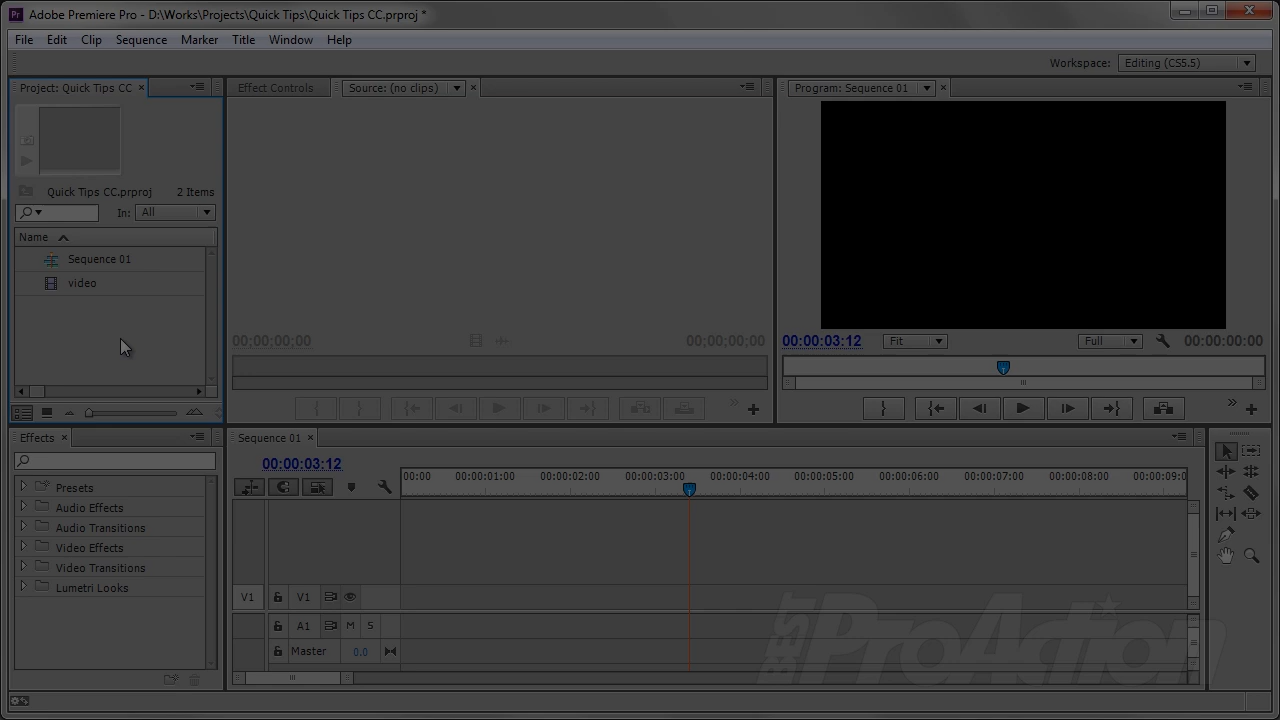 Adobe Premiere Pro - D:\Works\Projects\Quick Tips\Quick Tips CC.prproj *
File Edit Clip Sequence Marker Title Window Help
Workspace: Editing (CS5.5)
Project: Quick Tips CC
Quick Tips CC.prproj 2 Items
In: All
Name
Sequence 01
video
Effect Controls Source: (no clips)
00;00;00;00 00;00;00;00
Program: Sequence 01
00:00:03:12 Fit Full 00:00:00:00
Effects
Presets
Audio Effects
Audio Transitions
Video Effects
Video Transitions
Lumetri Looks
Sequence 01
00:00:03:12
00:00 00:00:01:00 00:00:02:00 00:00:03:00 00:00:04:00 00:00:05:00 00:00:06:00 00:00:07:00 00:00:08:00 00:00:09:0
V1 V1
A1 M S
Master 0.0
ProAction